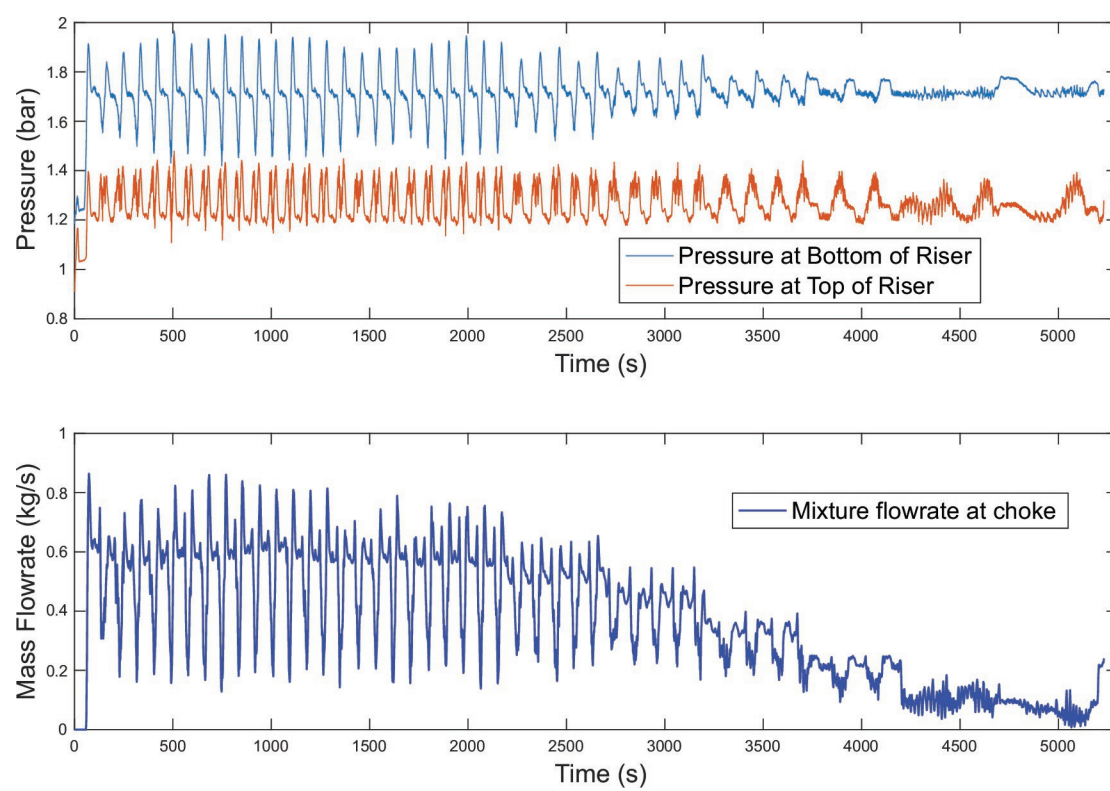 2
1.8
1.6
1.4
1.2
1
0.8
Pressure (bar)
Pressure at Bottom of Riser
Pressure at Top of Riser
0 500 1000 1500 2000 2500 3000 3500 4000 4500 5000
Time (s)
1
0.8
0.6
0.4
0.2
0
Mass Flowrate (kg/s)
Mixture flowrate at choke
0 500 1000 1500 2000 2500 3000 3500 4000 4500 5000
Time (s)